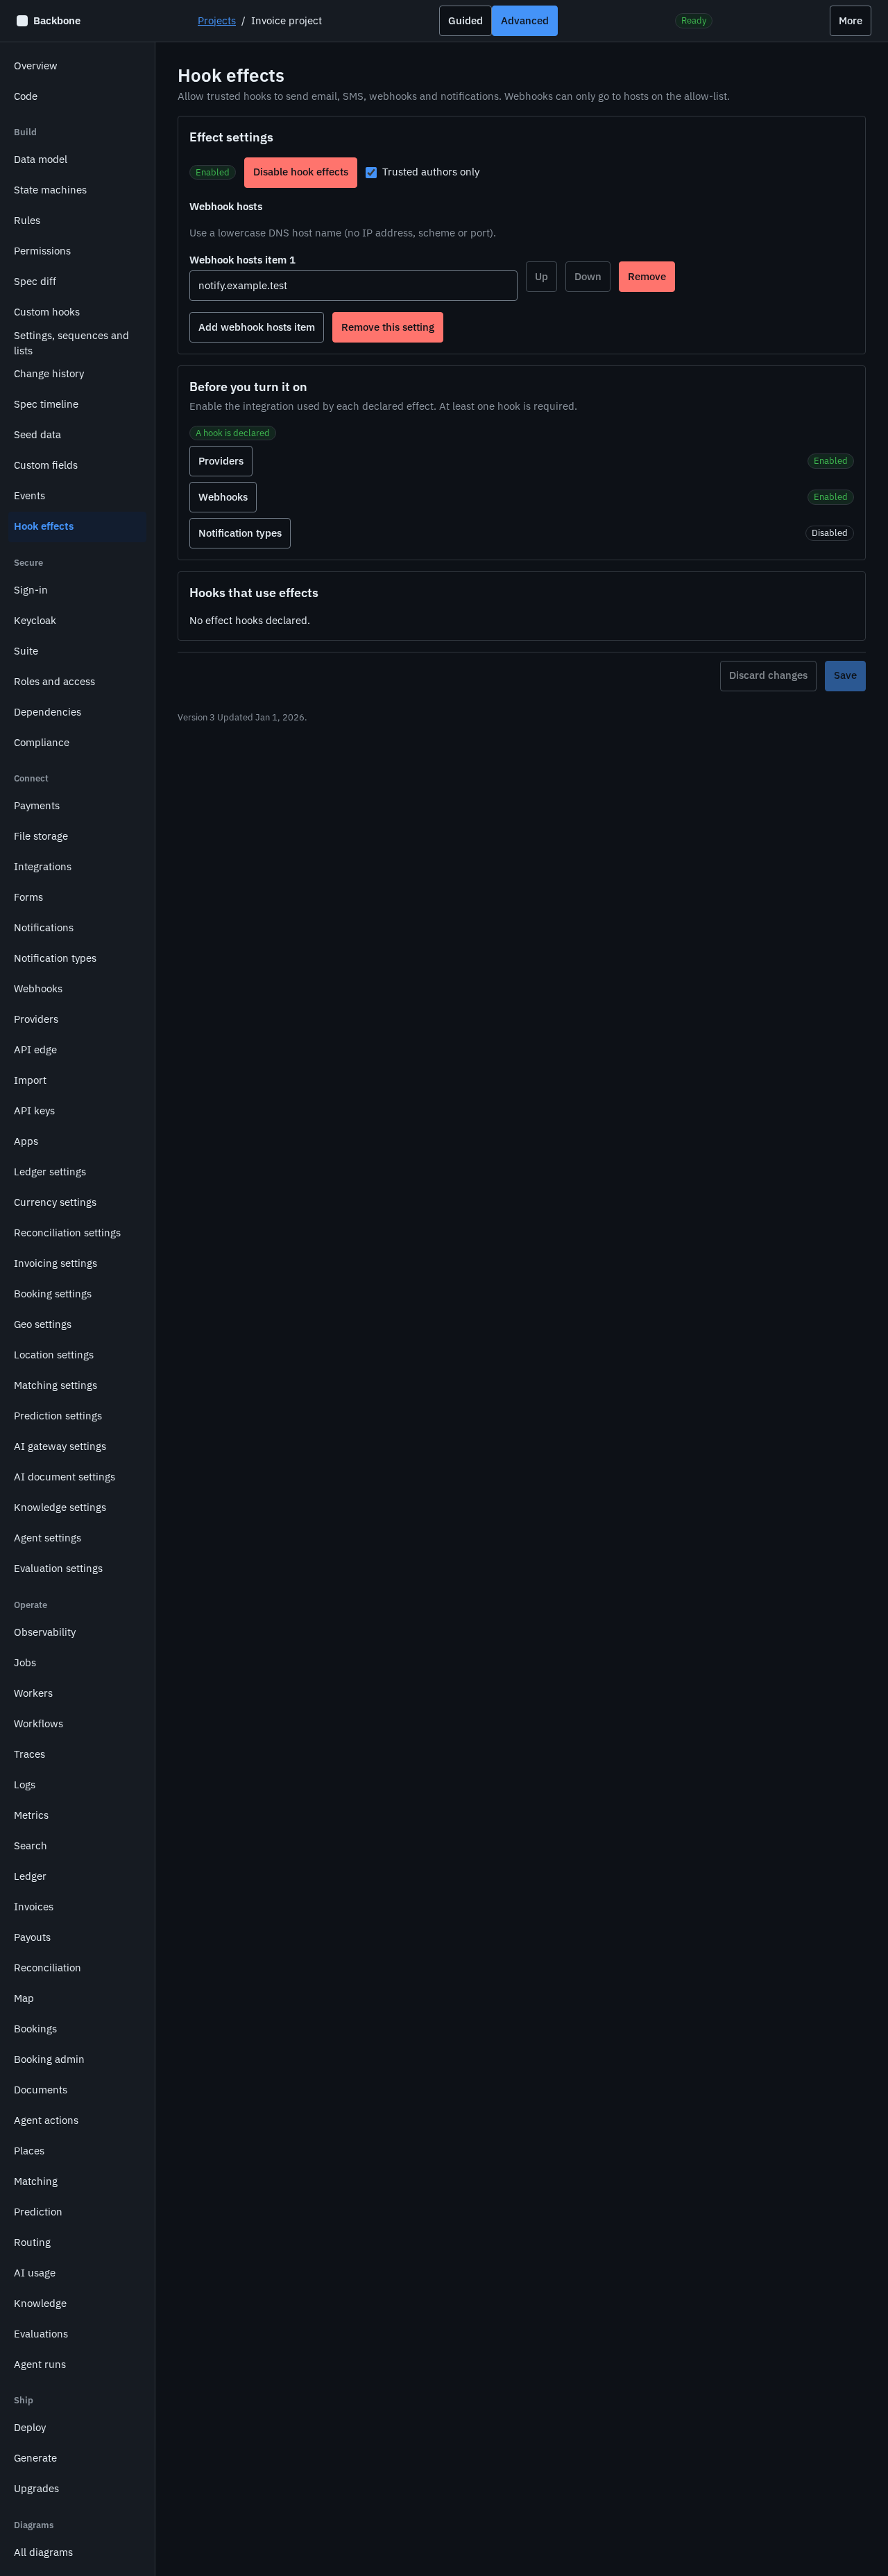 Backbone
Projects / Invoice project
Guided
Advanced
Ready
More
Overview
Code
Build
Data model
State machines
Rules
Permissions
Spec diff
Custom hooks
Settings, sequences and
lists
Change history
Spec timeline
Seed data
Custom fields
Events
Hook effects
Secure
Sign-in
Keycloak
Suite
Roles and access
Dependencies
Compliance
Connect
Payments
File storage
Integrations
Forms
Notifications
Notification types
Webhooks
Providers
API edge
Import
API keys
Apps
Ledger settings
Currency settings
Reconciliation settings
Invoicing settings
Booking settings
Geo settings
Location settings
Matching settings
Prediction settings
AI gateway settings
AI document settings
Knowledge settings
Agent settings
Evaluation settings
Operate
Observability
Jobs
Workers
Workflows
Traces
Logs
Metrics
Search
Ledger
Invoices
Payouts
Reconciliation
Map
Bookings
Booking admin
Documents
Agent actions
Places
Matching
Prediction
Routing
AI usage
Knowledge
Evaluations
Agent runs
Ship
Deploy
Generate
Upgrades
Diagrams
All diagrams
Hook effects
Allow trusted hooks to send email, SMS, webhooks and notifications. Webhooks can only go to hosts on the allow-list.
Effect settings
Enabled
Disable hook effects
Trusted authors only
Webhook hosts
Use a lowercase DNS host name (no IP address, scheme or port).
Webhook hosts item 1
notify.example.test
Up
Down
Remove
Add webhook hosts item
Remove this setting
Before you turn it on
Enable the integration used by each declared effect. At least one hook is required.
A hook is declared
Providers
Enabled
Webhooks
Enabled
Notification types
Disabled
Hooks that use effects
No effect hooks declared.
Discard changes
Save
Version 3 Updated Jan 1, 2026.